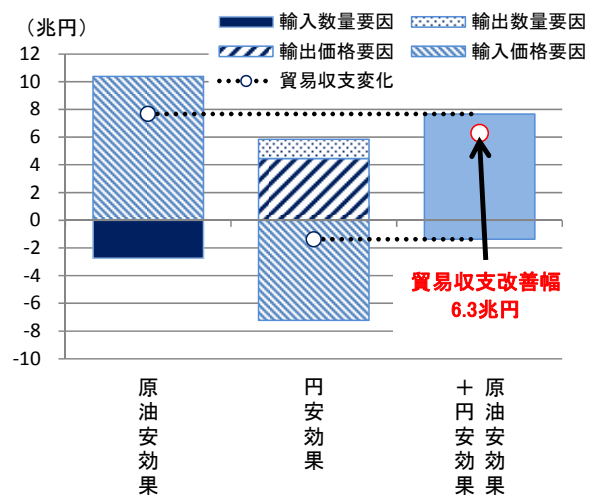 （兆円）
輸入数量要因
輸出数量要因
輸出価格要因
輸入価格要因
貿易収支変化
12
10
8
6
4
2
0
-2
-4
-6
-8
-10
貿易収支改善幅
6.3兆円
原油安効果
円安効果
原油安効果
＋円安効果